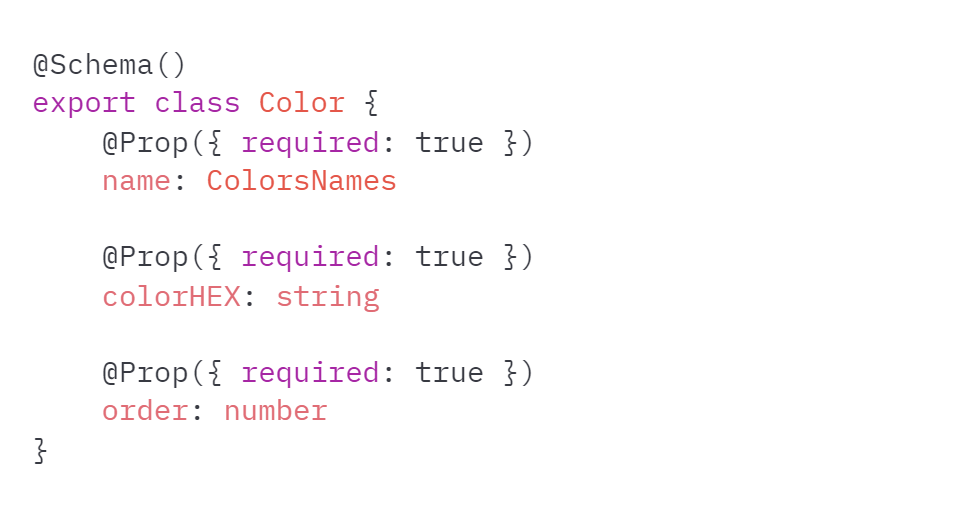 @Schema()
export class Color {
    @Prop({ required: true })
    name: ColorsNames

    @Prop({ required: true })
    colorHEX: string

    @Prop({ required: true })
    order: number
}